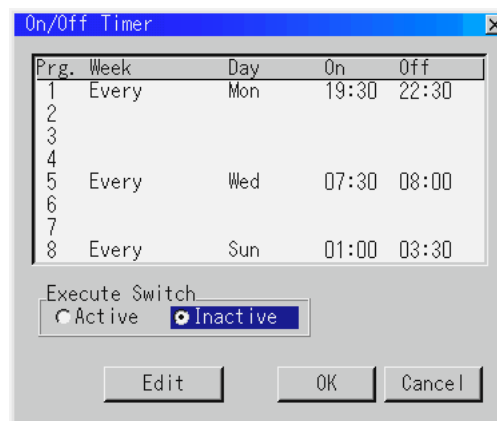 On/Off Timer
Prg. Week Day On Off
1 Every Mon 19:30 22:30
2
3
4
5 Every Wed 07:30 08:00
6
7
8 Every Sun 01:00 03:30
Execute Switch
Active Inactive
Edit OK Cancel